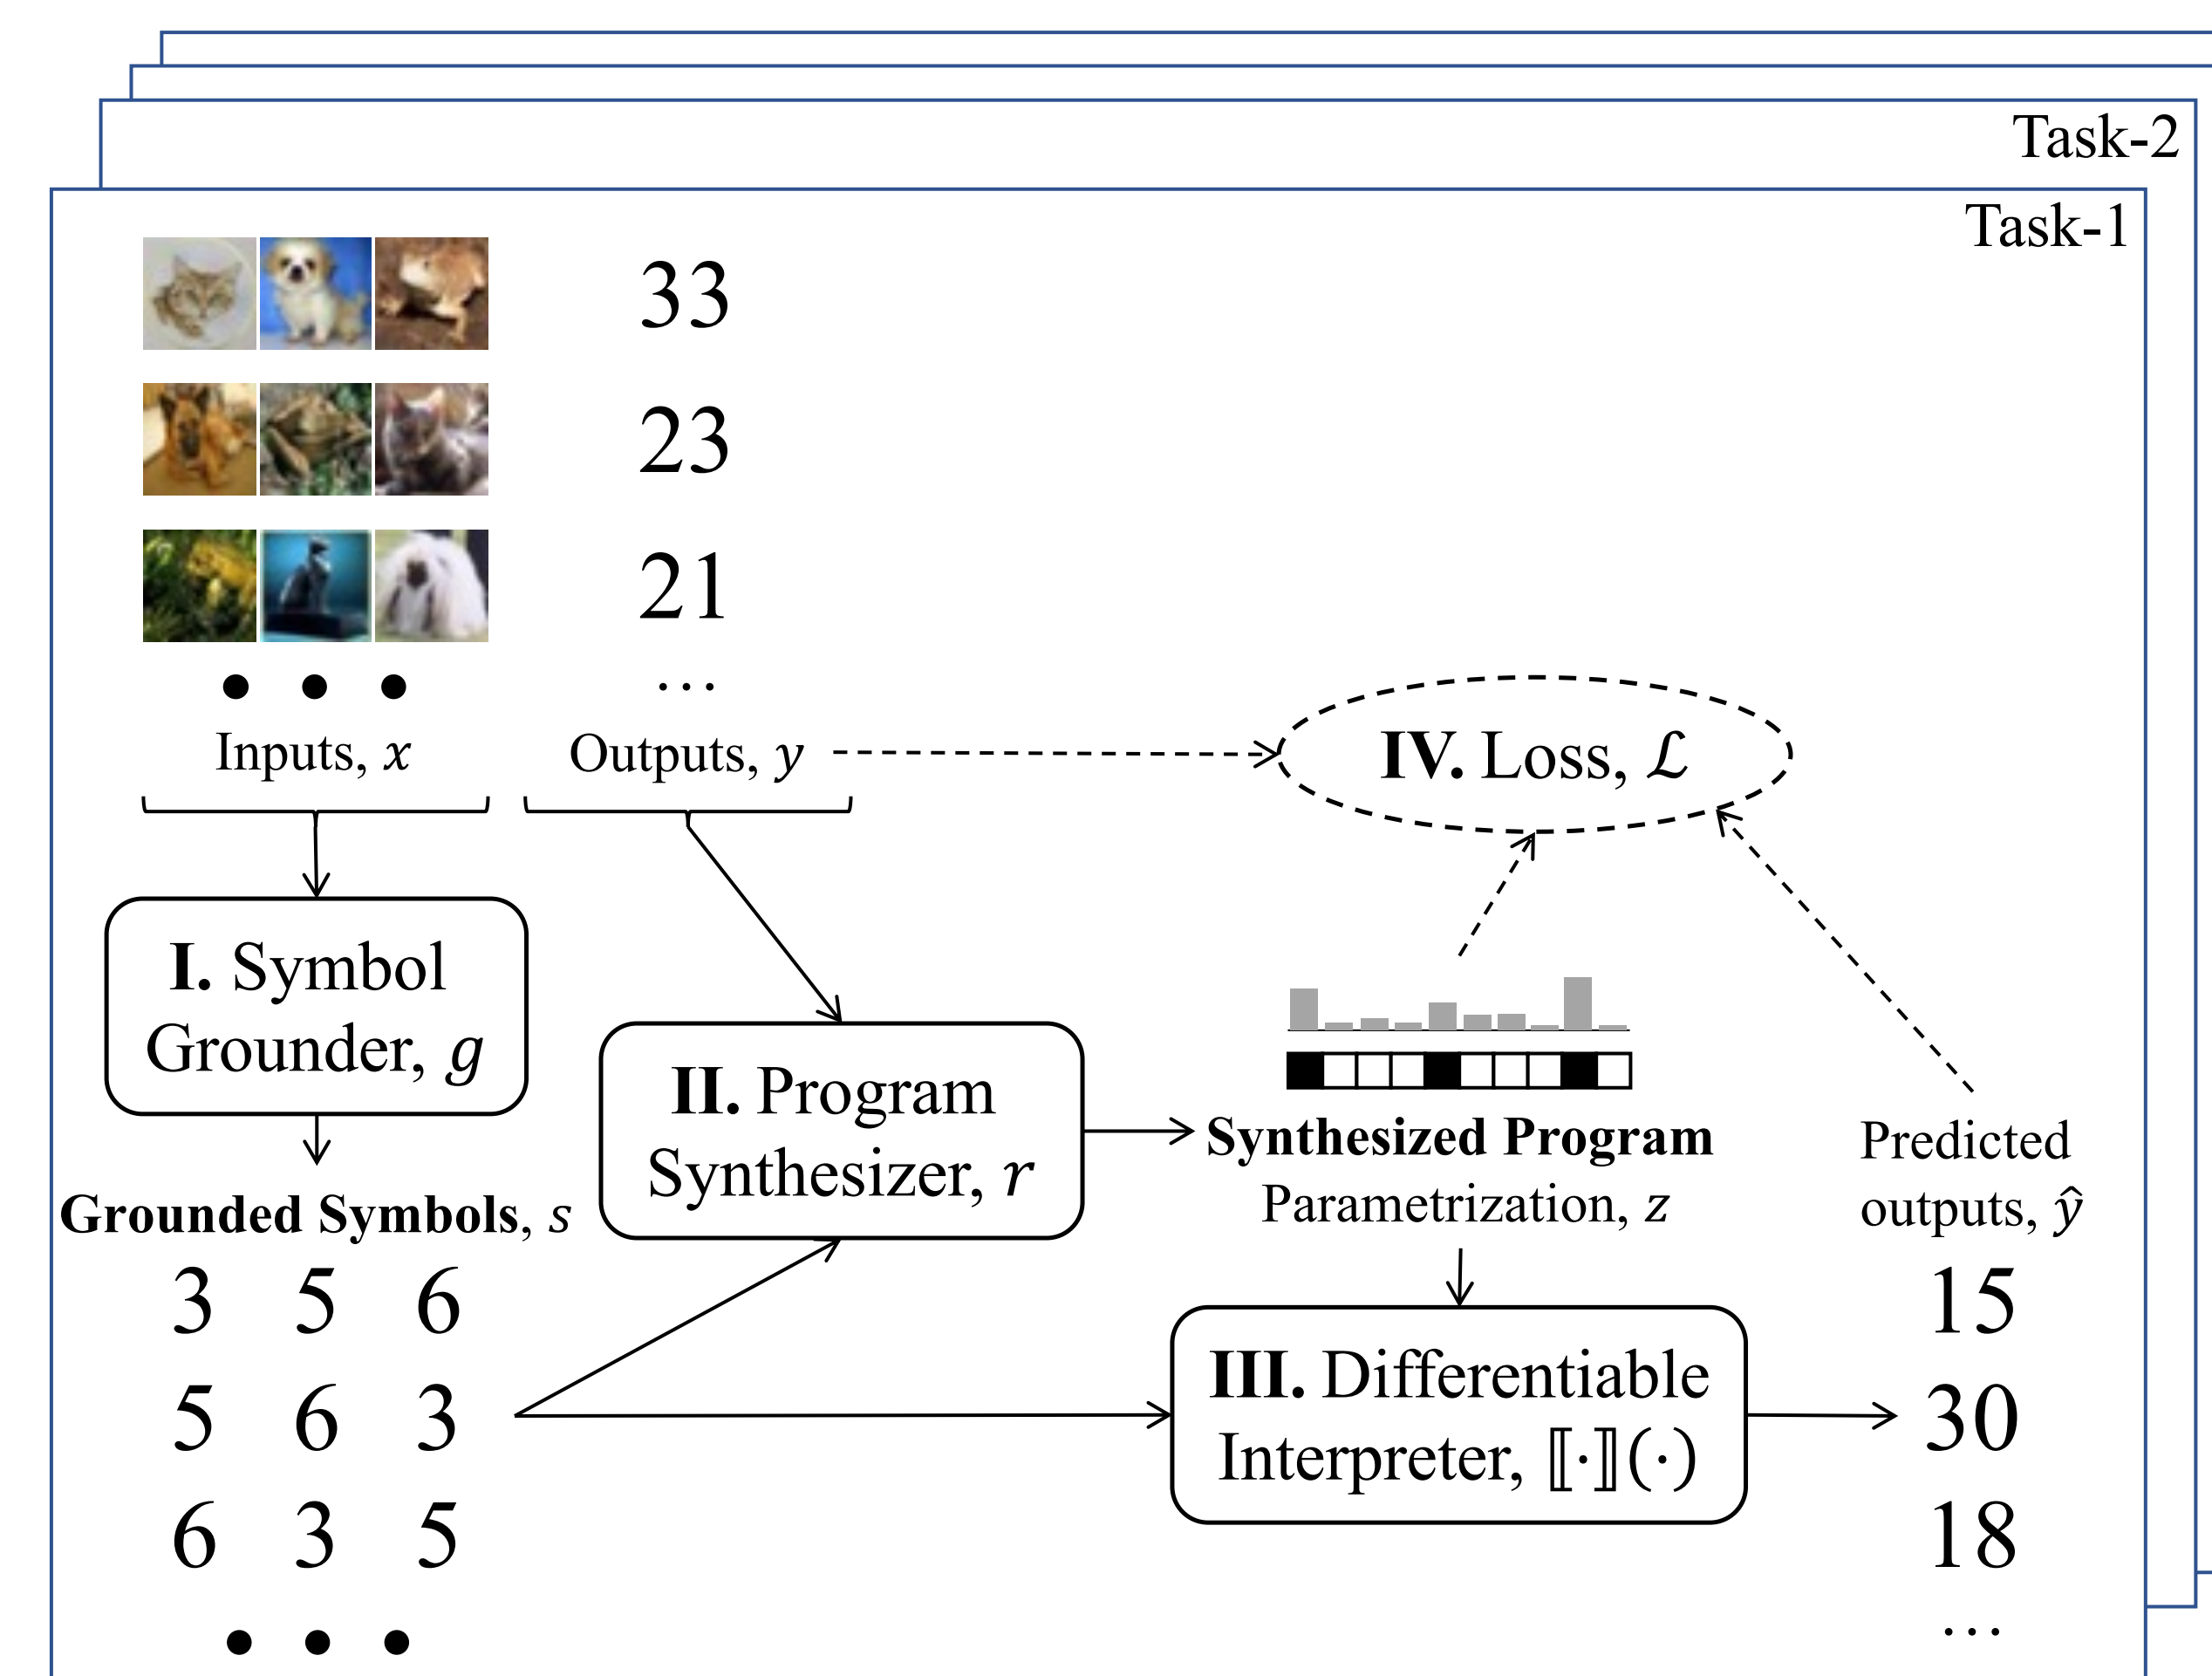 Task-2
Task-1
33
23
21
...
Inputs, x
Outputs, y
IV. Loss, ℒ
I. Symbol
Grounder, g
II. Program
Synthesizer, r
Synthesized Program
Parametrization, z
Predicted
outputs, ŷ
Grounded Symbols, s
3 5 6
5 6 3
6 3 5
III. Differentiable
Interpreter, ⟦·⟧(·)
15
30
18
...